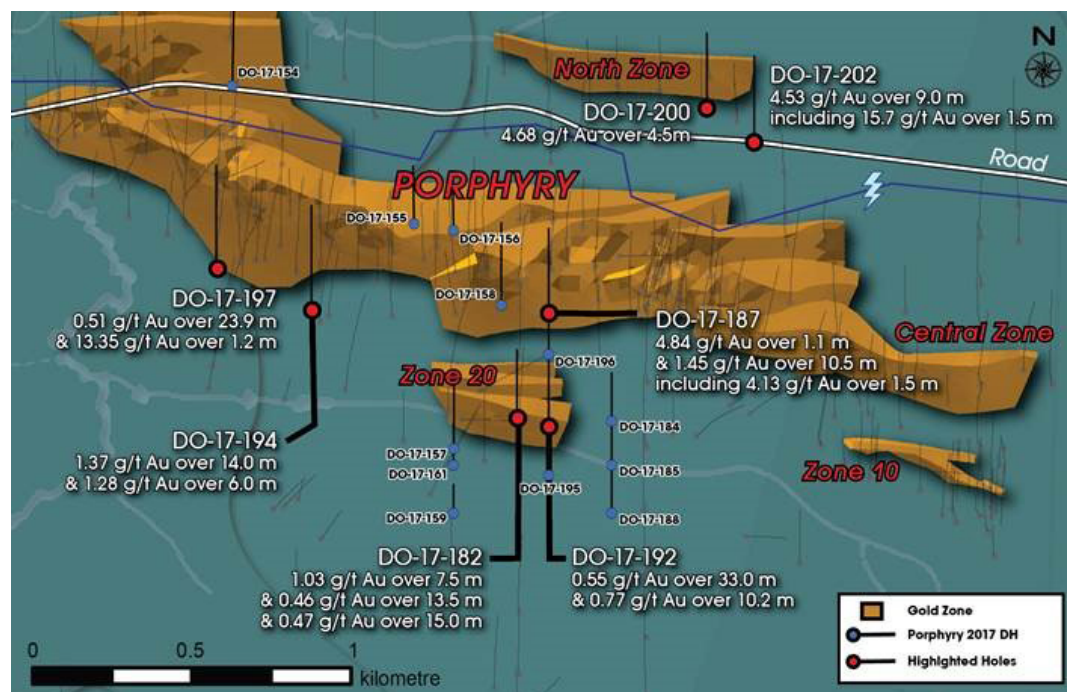 N
DO-17-154
North Zone
DO-17-202
4.53 g/t Au over 9.0 m
including 15.7 g/t Au over 1.5 m
DO-17-200
4.68 g/t Au over 4.5m
Road
PORPHYRY
DO-17-155
DO-17-156
DO-17-158
DO-17-197
0.51 g/t Au over 23.9 m
& 13.35 g/t Au over 1.2 m
DO-17-187
4.84 g/t Au over 1.1 m
& 1.45 g/t Au over 10.5 m
including 4.13 g/t Au over 1.5 m
Central Zone
DO-17-196
Zone 20
DO-17-194
1.37 g/t Au over 14.0 m
& 1.28 g/t Au over 6.0 m
DO-17-184
DO-17-157
DO-17-161
DO-17-185
DO-17-195
Zone 10
DO-17-159
DO-17-188
DO-17-182
1.03 g/t Au over 7.5 m
& 0.46 g/t Au over 13.5 m
& 0.47 g/t Au over 15.0 m
DO-17-192
0.55 g/t Au over 33.0 m
& 0.77 g/t Au over 10.2 m
Gold Zone
Porphyry 2017 DH
Highlghted Holes
0 0.5 1
kilometre